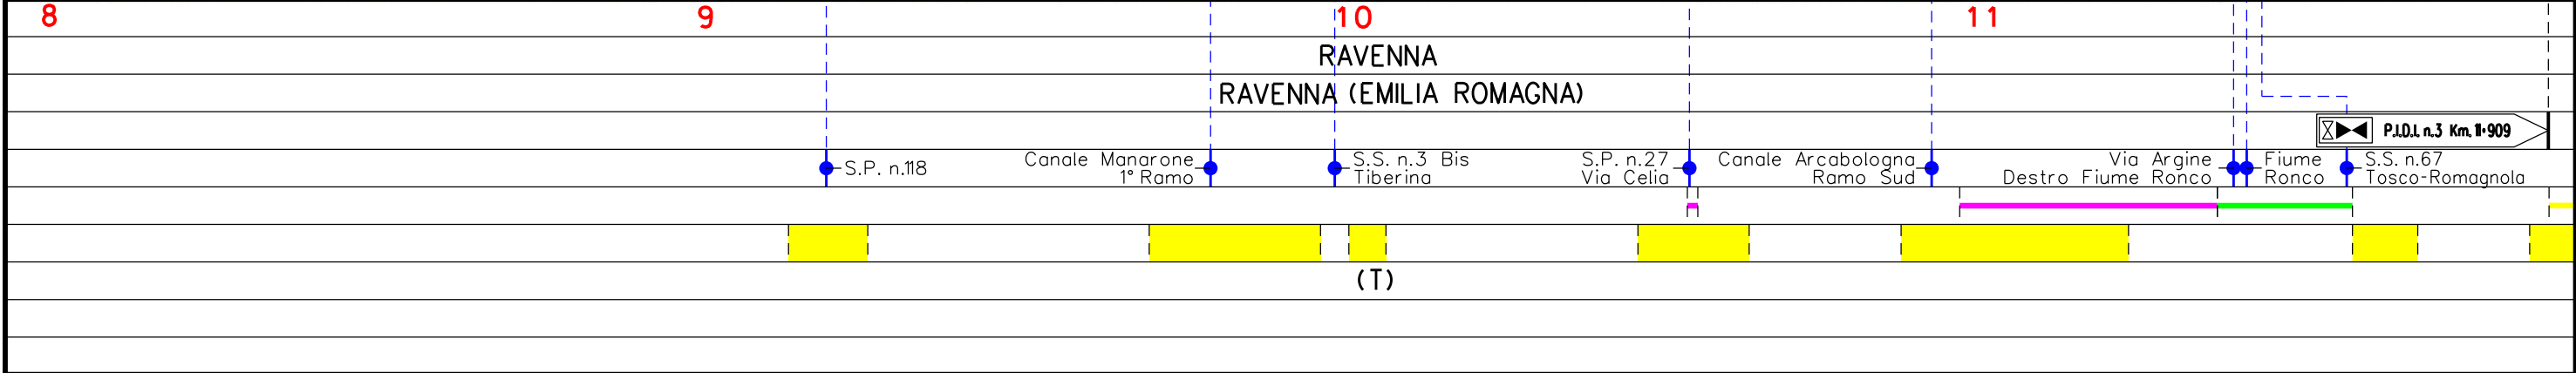 8 9 10 11
RAVENNA
RAVENNA (EMILIA ROMAGNA)
P.I.D.I. n.3 Km. 11+909
S.P. n.118
Canale Manarone
1° Ramo
S.S. n.3 Bis
Tiberina
S.P. n.27
Via Celia
Canale Arcabologna
Ramo Sud
Via Argine
Destro Fiume Ronco
Fiume
Ronco
S.S. n.67
Tosco-Romagnola
(T)